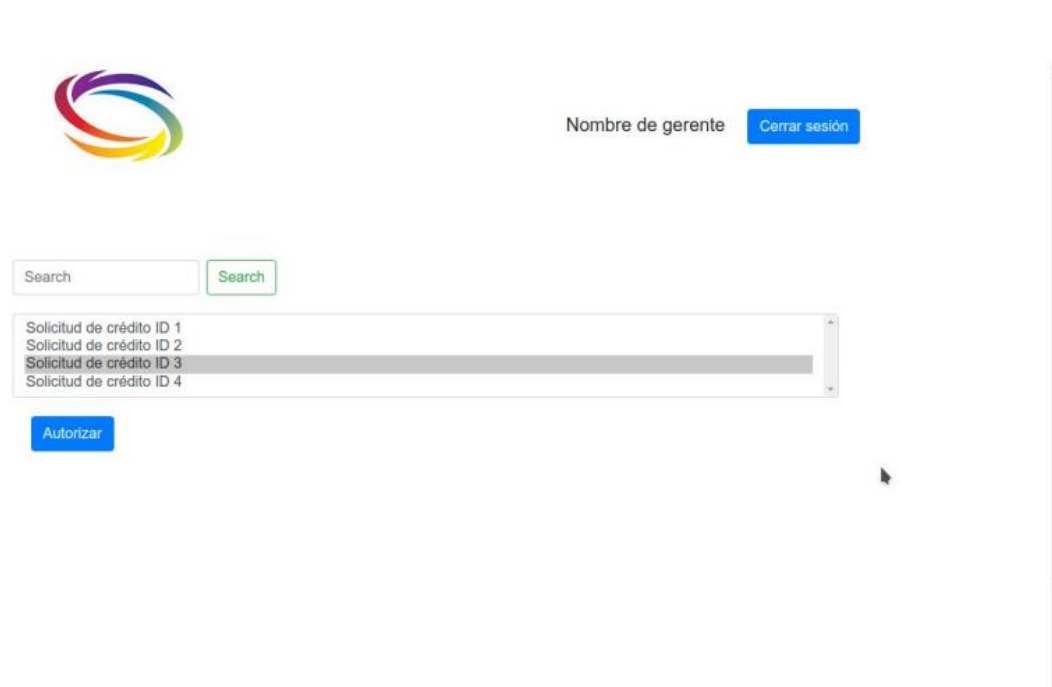 Nombre de gerente Cerrar sesión
Search Search
Solicitud de crédito ID 1
Solicitud de crédito ID 2
Solicitud de crédito ID 3
Solicitud de crédito ID 4
Autorizar